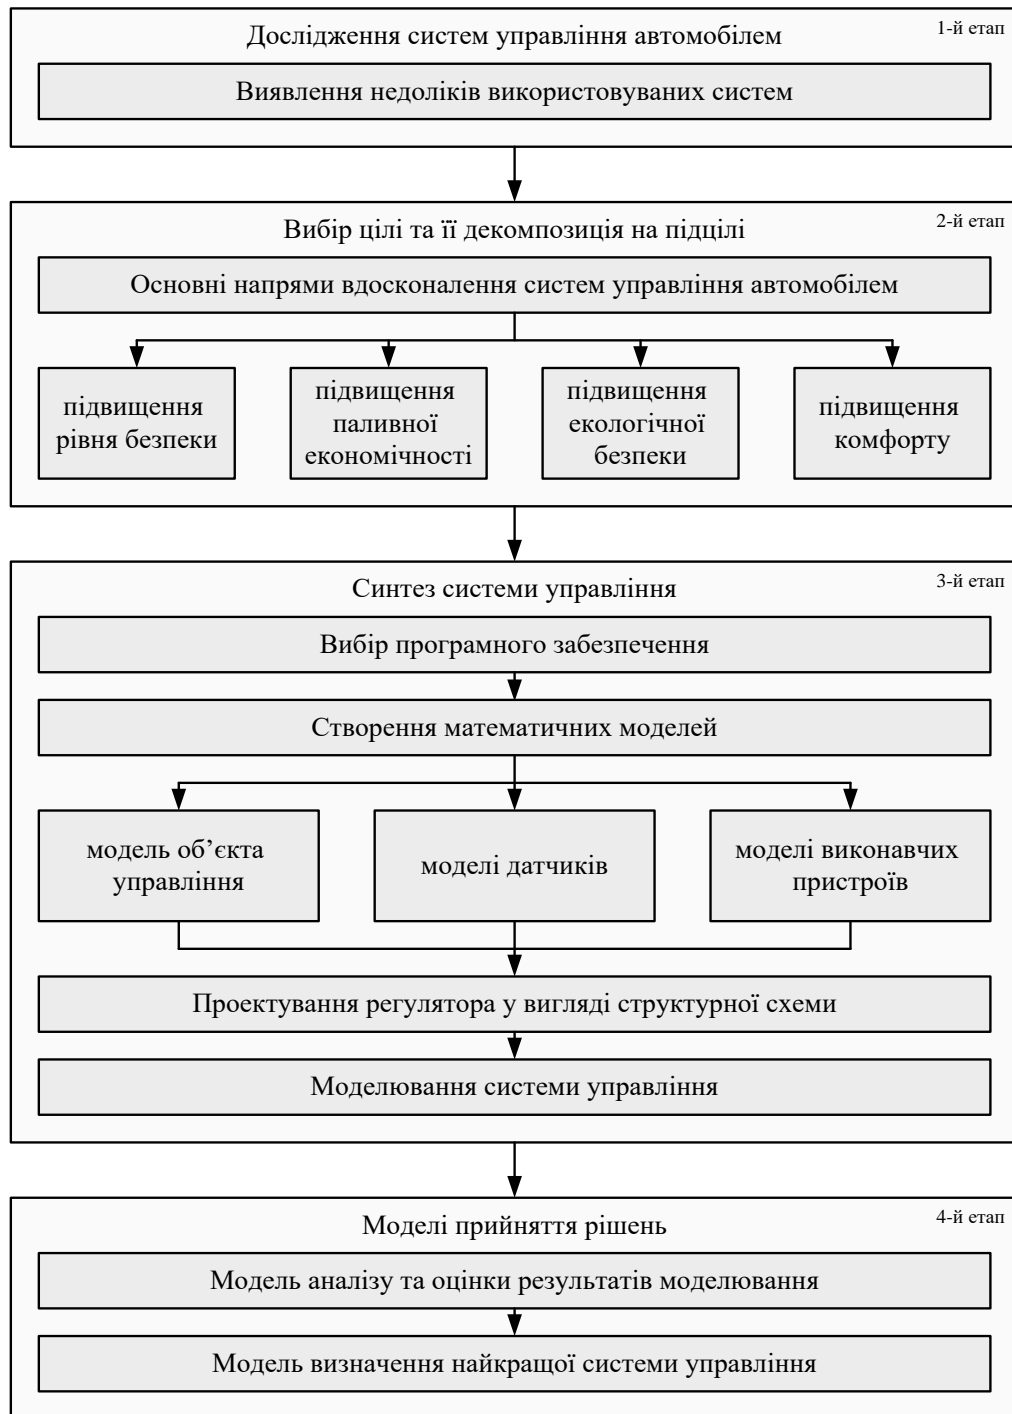 Дослідження систем управління автомобілем
1-й етап
Виявлення недоліків використовуваних систем
Вибір цілі та її декомпозиція на підцілі
2-й етап
Основні напрями вдосконалення систем управління автомобілем
підвищення
рівня безпеки
підвищення
паливної
економічності
підвищення
екологічної
безпеки
підвищення
комфорту
Синтез системи управління
3-й етап
Вибір програмного забезпечення
Створення математичних моделей
модель об’єкта
управління
моделі датчиків
моделі виконавчих
пристроїв
Проектування регулятора у вигляді структурної схеми
Моделювання системи управління
Моделі прийняття рішень
4-й етап
Модель аналізу та оцінки результатів моделювання
Модель визначення найкращої системи управління